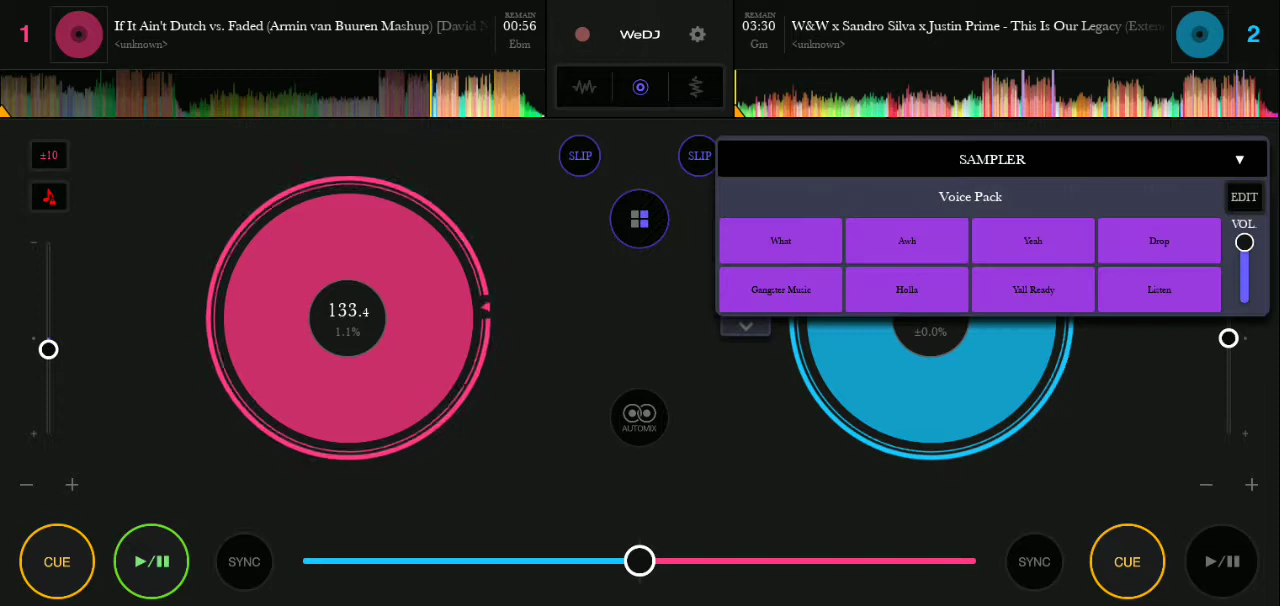 1
If It Ain't Dutch vs. Faded (Armin van Buuren Mashup) [David N
<unknown>
REMAIN
00:56
Ebm
WeDJ
REMAIN
03:30
Gm
W&W x Sandro Silva x Justin Prime - This Is Our Legacy (Exten
<unknown>
2
±10
SLIP
SLIP
SAMPLER ▼
Voice Pack
EDIT
VOL.
What
Awh
Yeah
Drop
Gangster Music
Holla
Yall Ready
Listen
133.4
1.1%
±0.0%
AUTOMIX
− +
− +
CUE
▶/❚❚
SYNC
SYNC
CUE
▶/❚❚